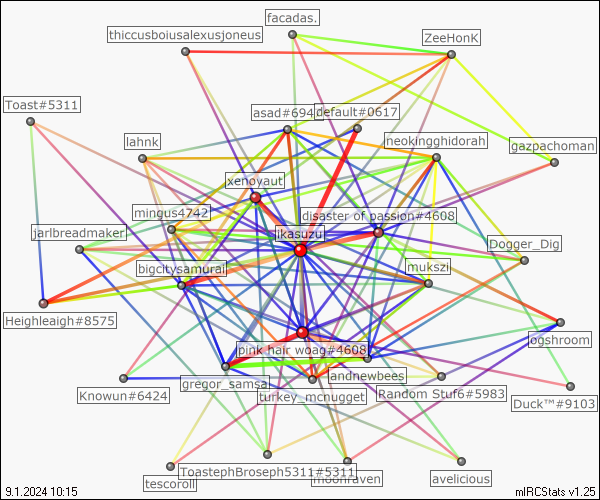 facadas.
thiccusboiusalexusjoneus
ZeeHonK
Toast#5311
asad#694
default#0617
lahnk
neokingghidorah
gazpachoman
xenoyaut
mingus4742
disaster of passion#4608
jarlbreadmaker
ikasuzu
Dogger_Dig
bigcitysamurai
mukszi
Heighleaigh#8575
ogshroom
pink hair woag#4608
gregor_samsa
andnewbees
Knowun#6424
turkey_mcnugget
Random Stuf6#5983
Duck™#9103
ToastephBroseph5311#5311
tescoroll
moonraven
avelicious
9.1.2024 10:15
mIRCStats v1.25